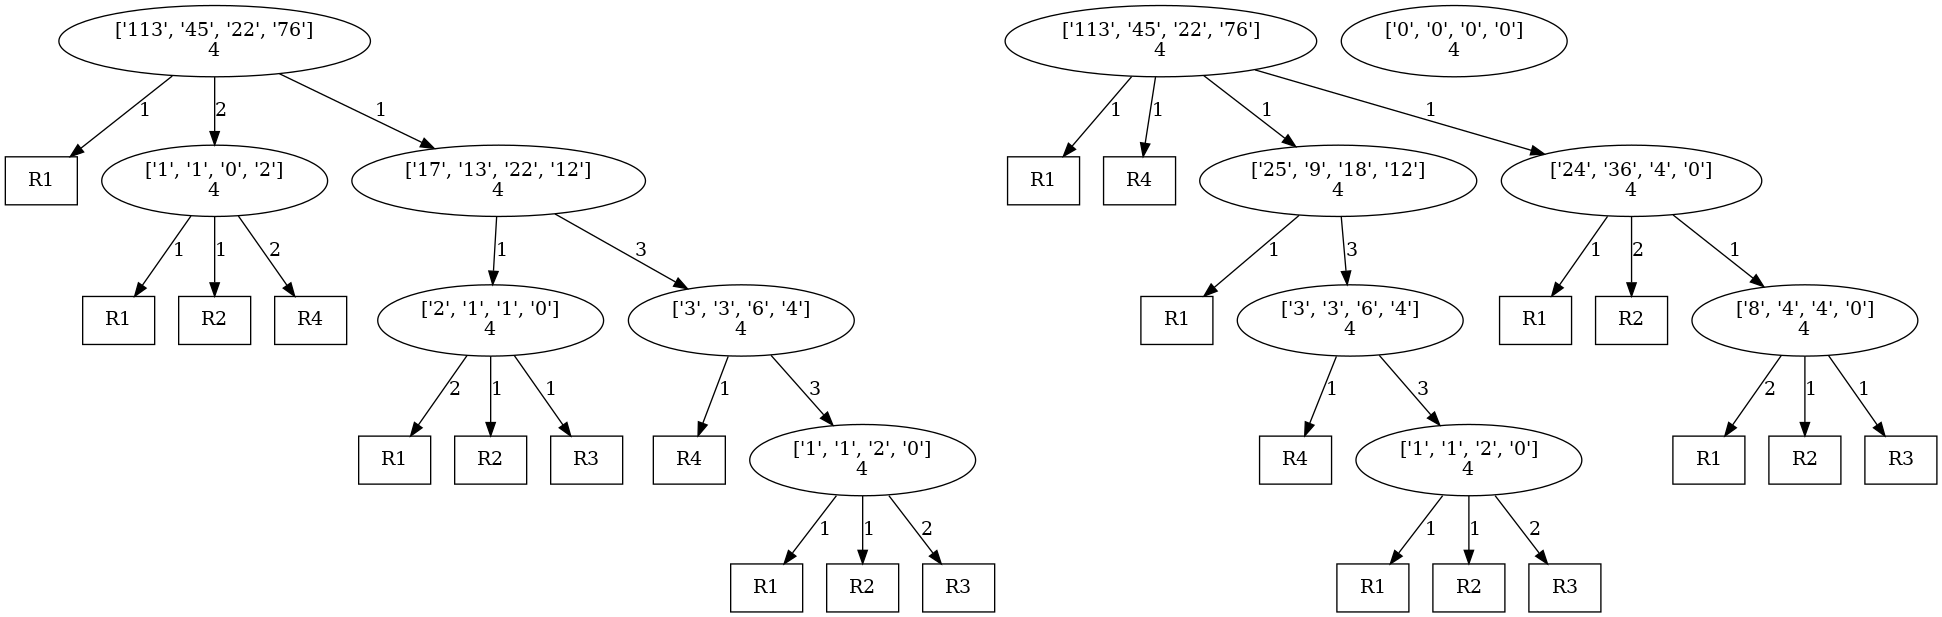 ['113', '45', '22', '76']
4
['113', '45', '22', '76']
4
['0', '0', '0', '0']
4
1
2
1
1
1
1
1
R1
['1', '1', '0', '2']
4
['17', '13', '22', '12']
4
R1
R4
['25', '9', '18', '12']
4
['24', '36', '4', '0']
4
1
1
2
1
3
1
3
1
2
1
R1
R2
R4
['2', '1', '1', '0']
4
['3', '3', '6', '4']
4
R1
['3', '3', '6', '4']
4
R1
R2
['8', '4', '4', '0']
4
2
1
1
1
3
1
3
2
1
1
R1
R2
R3
R4
['1', '1', '2', '0']
4
R4
['1', '1', '2', '0']
4
R1
R2
R3
1
1
2
1
1
2
R1
R2
R3
R1
R2
R3